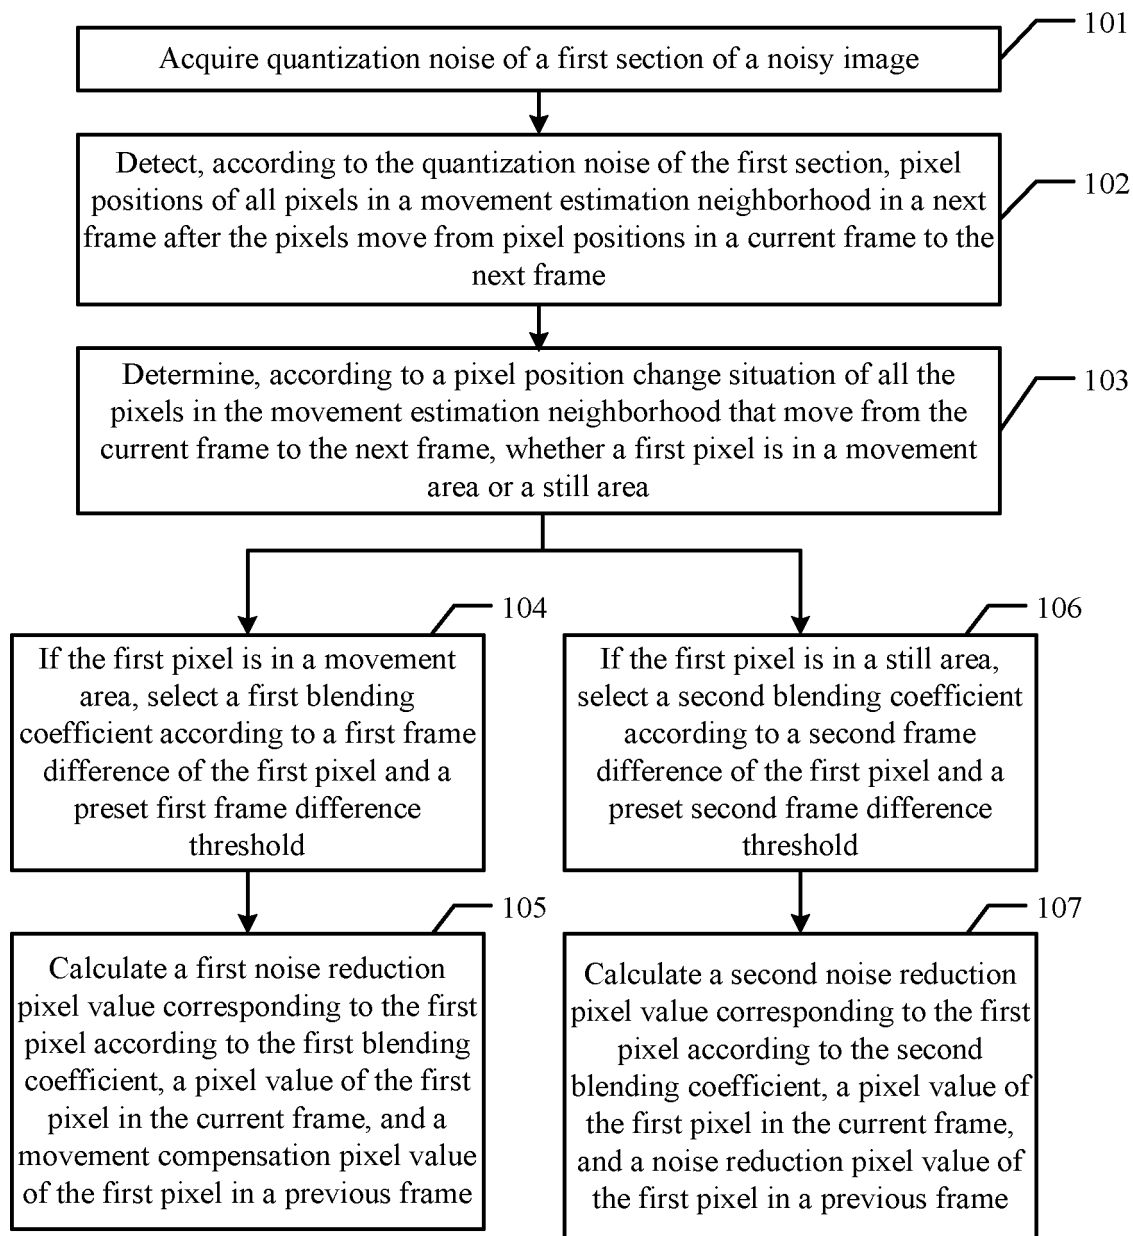 101
Acquire quantization noise of a first section of a noisy image
102
Detect, according to the quantization noise of the first section, pixel
positions of all pixels in a movement estimation neighborhood in a next
frame after the pixels move from pixel positions in a current frame to the
next frame
103
Determine, according to a pixel position change situation of all the
pixels in the movement estimation neighborhood that move from the
current frame to the next frame, whether a first pixel is in a movement
area or a still area
104
If the first pixel is in a movement
area, select a first blending
coefficient according to a first frame
difference of the first pixel and a
preset first frame difference
threshold
106
If the first pixel is in a still area,
select a second blending coefficient
according to a second frame
difference of the first pixel and a
preset second frame difference
threshold
105
Calculate a first noise reduction
pixel value corresponding to the first
pixel according to the first blending
coefficient, a pixel value of the first
pixel in the current frame, and a
movement compensation pixel value
of the first pixel in a previous frame
107
Calculate a second noise reduction
pixel value corresponding to the first
pixel according to the second
blending coefficient, a pixel value of
the first pixel in the current frame,
and a noise reduction pixel value of
the first pixel in a previous frame